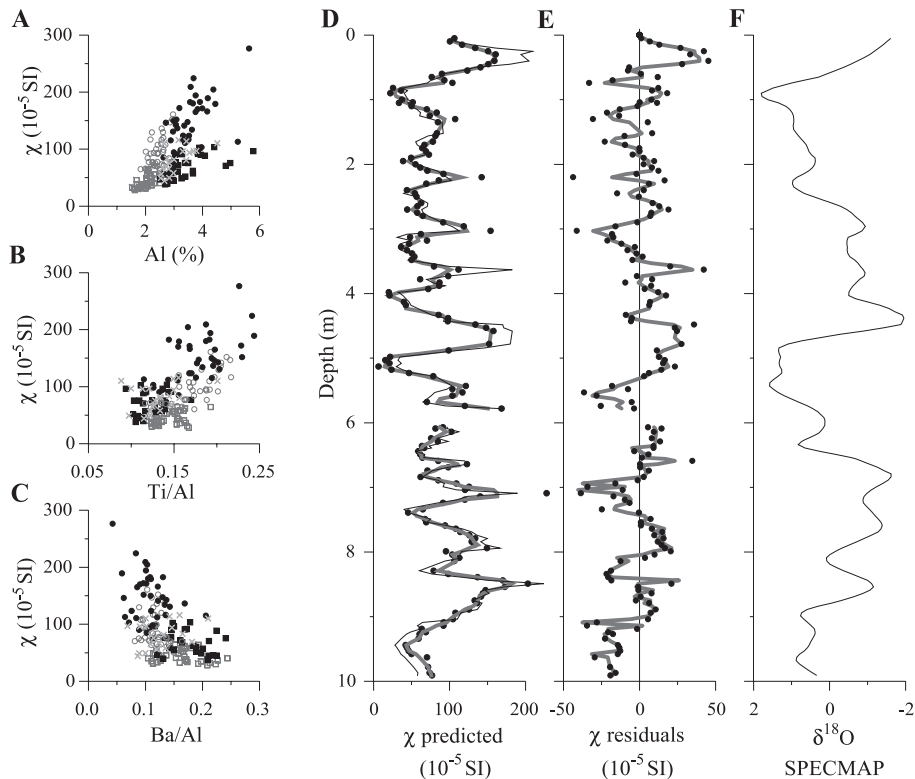 A
300
200
100
0
χ (10⁻⁵ SI)
0 2 4 6
Al (%)
B
300
200
100
0
χ (10⁻⁵ SI)
0.05 0.15 0.25
Ti/Al
C
300
200
100
0
χ (10⁻⁵ SI)
0 0.1 0.2 0.3
Ba/Al
D
0
2
4
6
8
10
Depth (m)
0 100 200
χ predicted
(10⁻⁵ SI)
E
-50 0 50
χ residuals
(10⁻⁵ SI)
F
2 0 -2
δ¹⁸O
SPECMAP